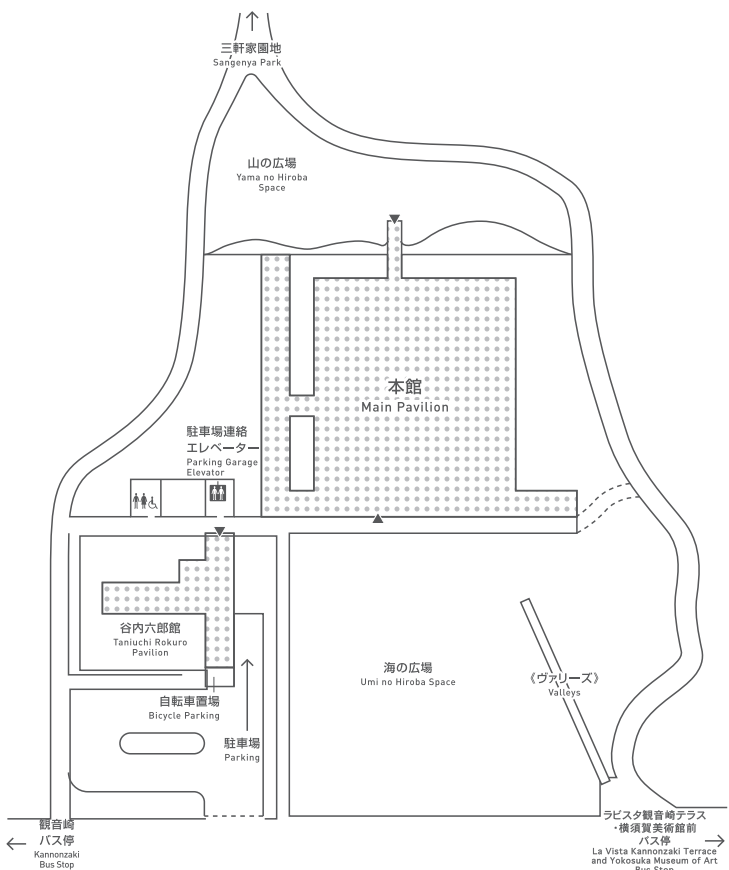 三軒家園地
Sangenya Park
山の広場
Yama no Hiroba
Space
本館
Main Pavilion
駐車場連絡
エレベーター
Parking Garage
Elevator
谷内六郎館
Taniuchi Rokuro
Pavilion
自転車置場
Bicycle Parking
駐車場
Parking
海の広場
Umi no Hiroba Space
《ヴァリーズ》
Valleys
観音崎
バス停
Kannonzaki
Bus Stop
ラビスタ観音崎テラス
・横須賀美術館前
バス停
La Vista Kannonzaki Terrace
and Yokosuka Museum of Art
Bus Stop